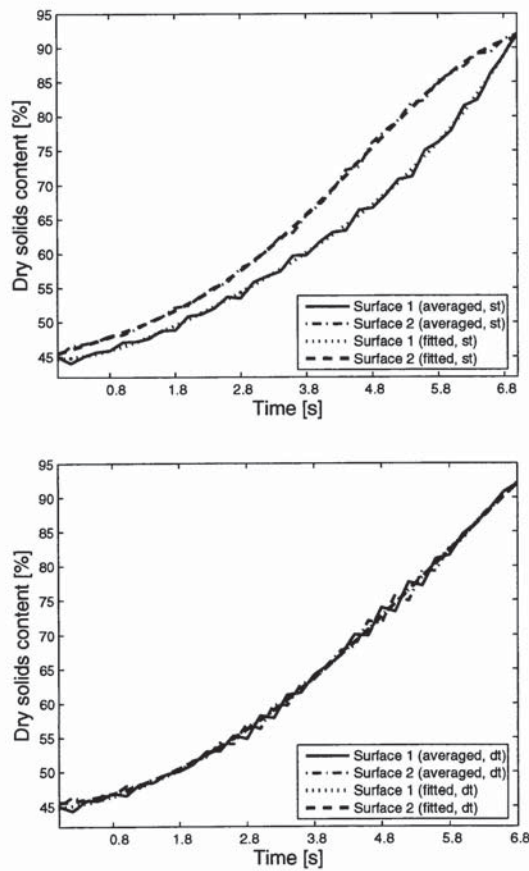 95
90
85
80
75
70
65
60
55
50
45
Dry solids content [%]
Surface 1 (averaged, st)
Surface 2 (averaged, st)
Surface 1 (fitted, st)
Surface 2 (fitted, st)
0.8 1.8 2.8 3.8 4.8 5.8 6.8
Time [s]
95
90
85
80
75
70
65
60
55
50
45
Dry solids content [%]
Surface 1 (averaged, dt)
Surface 2 (averaged, dt)
Surface 1 (fitted, dt)
Surface 2 (fitted, dt)
0.8 1.8 2.8 3.8 4.8 5.8 6.8
Time [s]